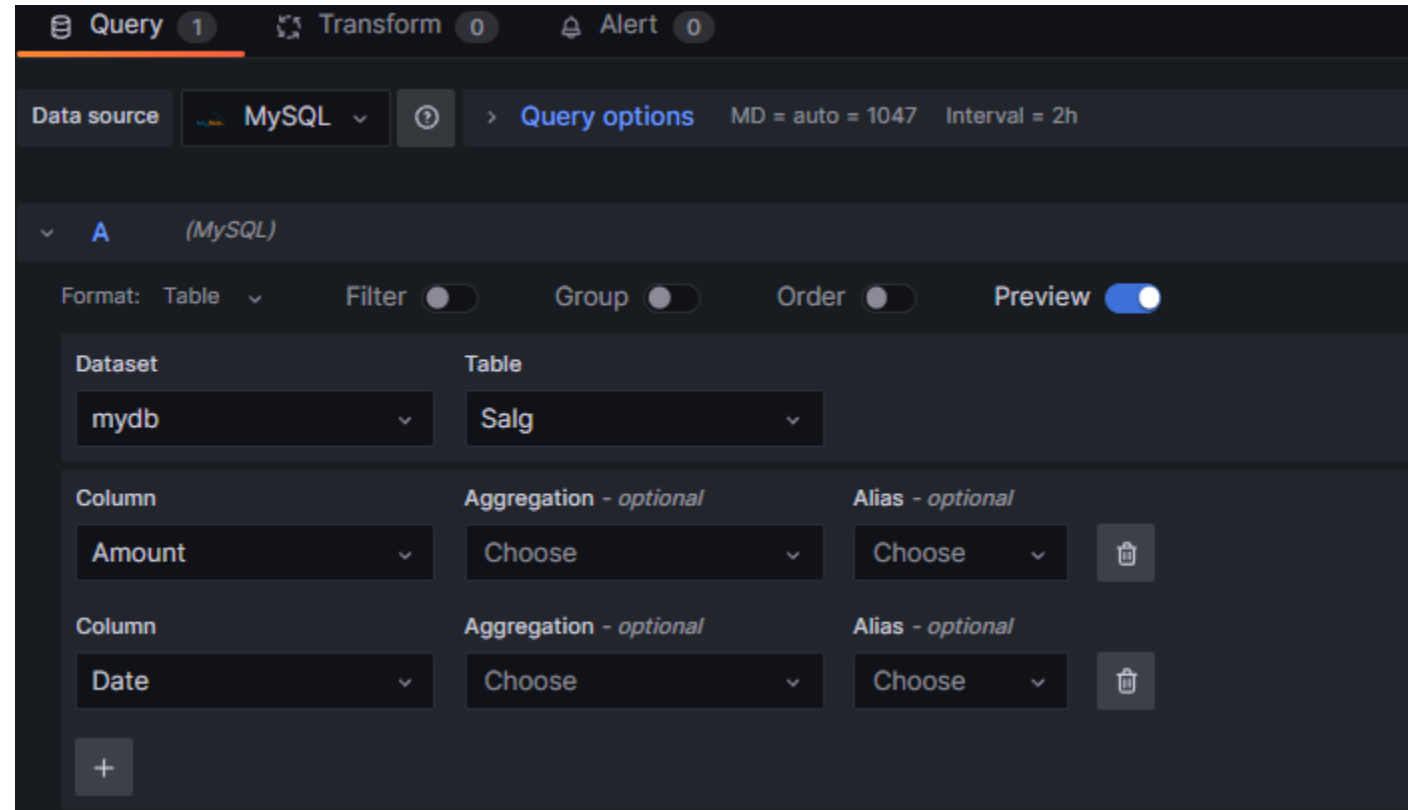 Query 1 Transform 0 Alert 0
Data source MySQL Query options MD = auto = 1047 Interval = 2h
A (MySQL)
Format: Table Filter Group Order Preview
Dataset Table
mydb Salg
Column Aggregation - optional Alias - optional
Amount Choose Choose
Column Aggregation - optional Alias - optional
Date Choose Choose